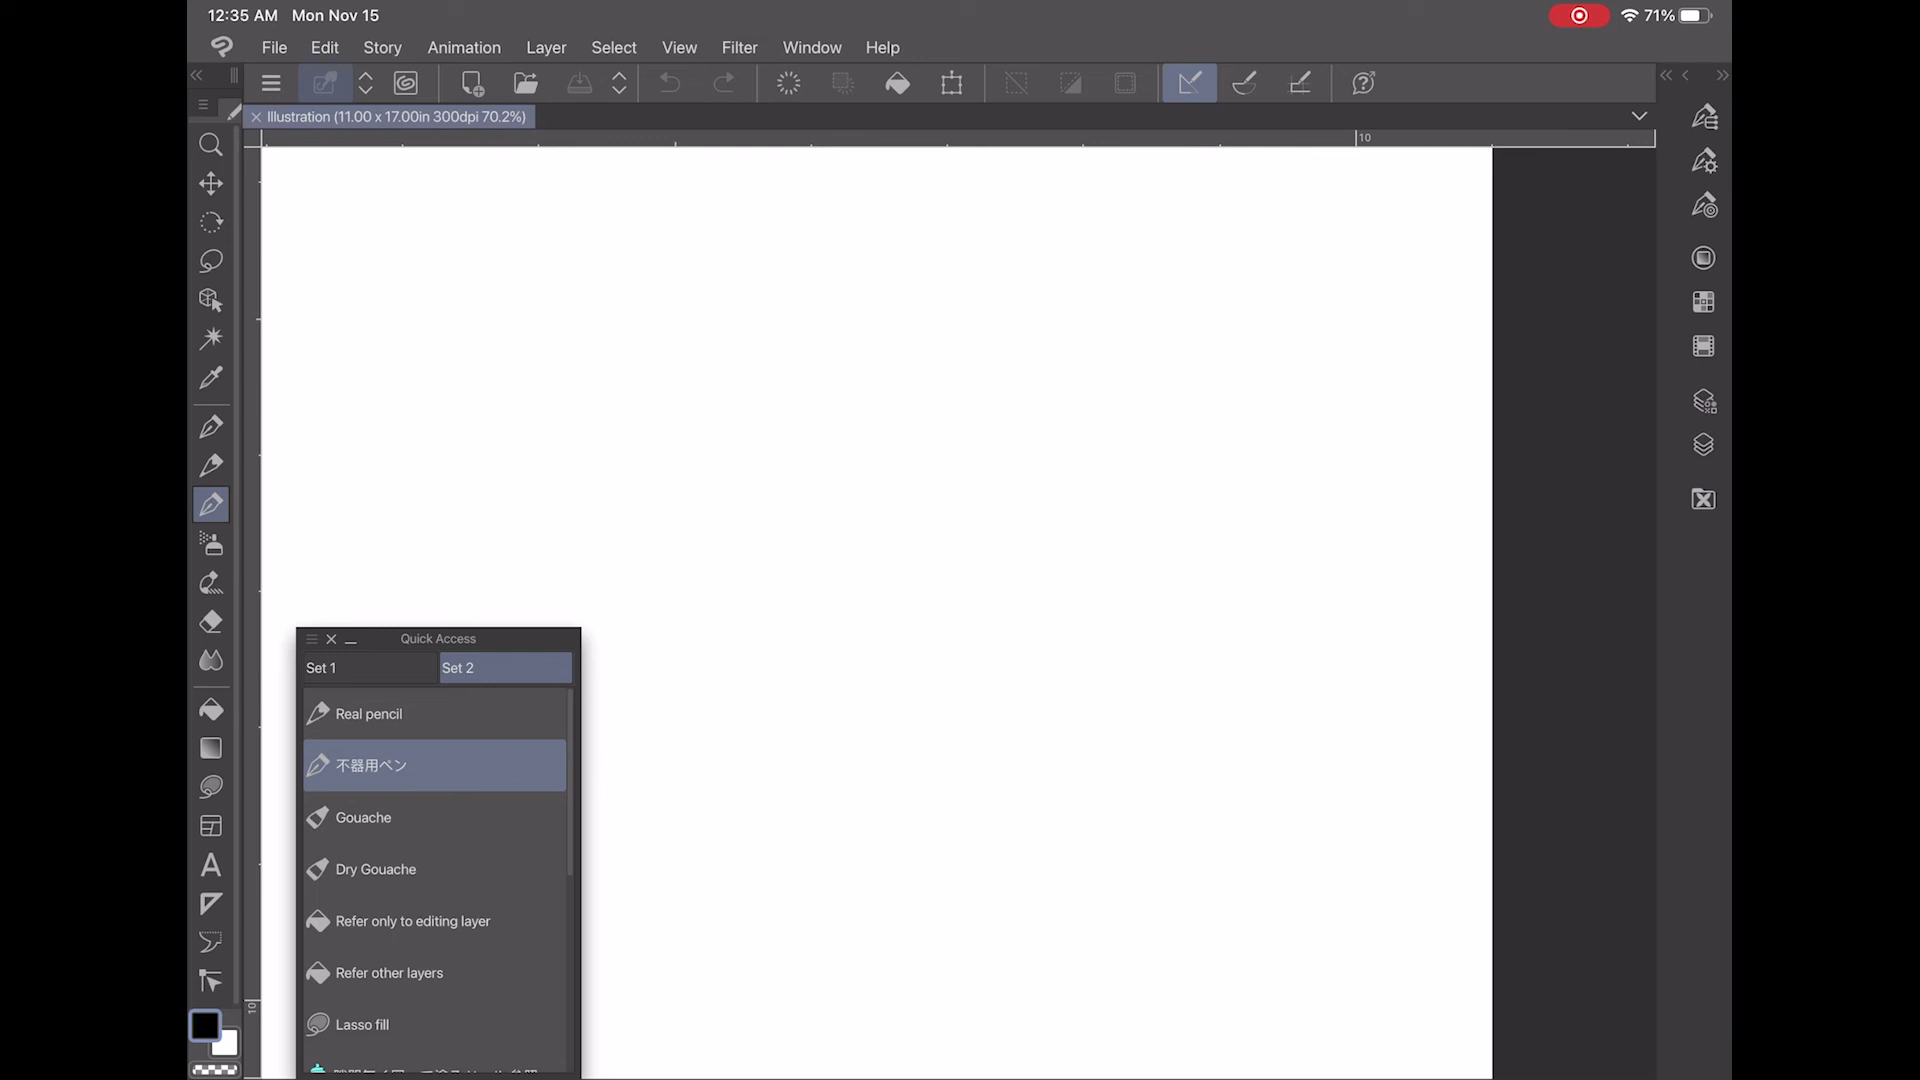 12:35 AM Mon Nov 15
71%
File Edit Story Animation Layer Select View Filter Window Help
Illustration (11.00 x 17.00in 300dpi 70.2%)
10
Quick Access
Set 1 Set 2
Real pencil
不器用ペン
Gouache
Dry Gouache
Refer only to editing layer
Refer other layers
10
Lasso fill